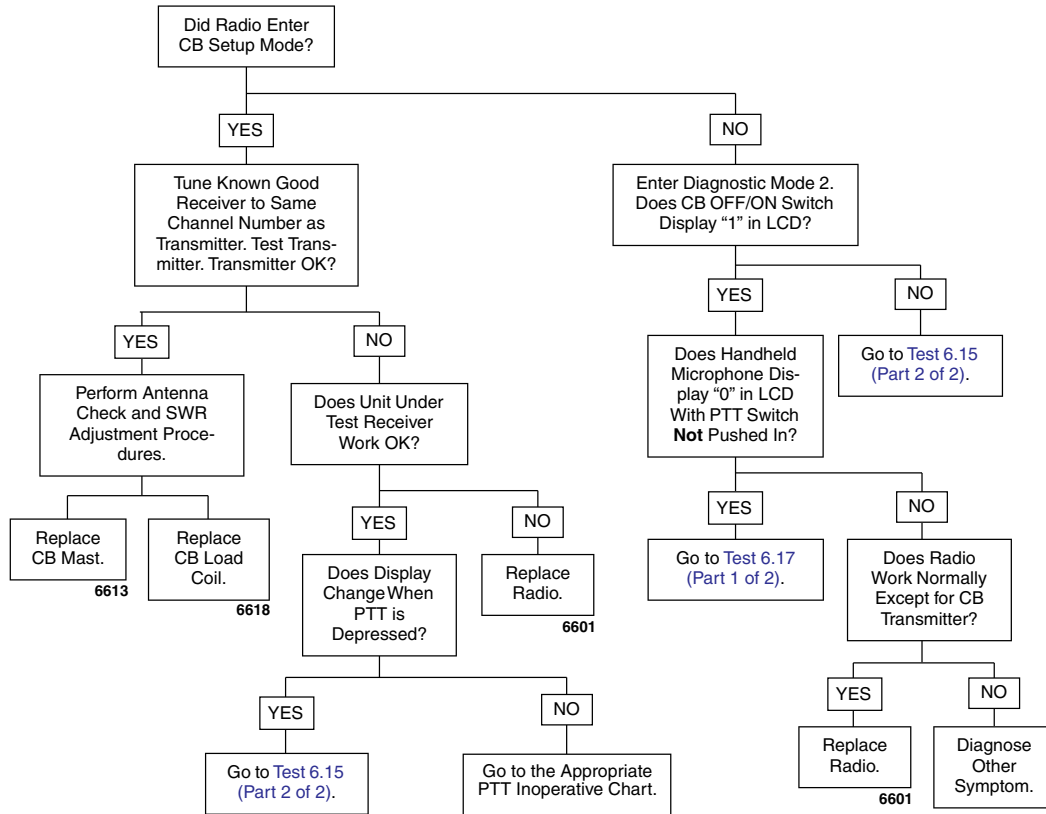 Did Radio Enter
CB Setup Mode?
YES
NO
Tune Known Good
Receiver to Same
Channel Number as
Transmitter. Test Trans-
mitter. Transmitter OK?
Enter Diagnostic Mode 2.
Does CB OFF/ON Switch
Display “1” in LCD?
YES
NO
YES
NO
Perform Antenna
Check and SWR
Adjustment Proce-
dures.
Does Unit Under
Test Receiver
Work OK?
Does Handheld
Microphone Dis-
play “0” in LCD
With PTT Switch
Not Pushed In?
Go to Test 6.15
(Part 2 of 2).
Replace
CB Mast.
6613
Replace
CB Load
Coil.
6618
YES
NO
Does Display
Change When
PTT is
Depressed?
Replace
Radio.
6601
YES
NO
Go to Test 6.17
(Part 1 of 2).
Does Radio
Work Normally
Except for CB
Transmitter?
YES
NO
Go to Test 6.15
(Part 2 of 2).
Go to the Appropriate
PTT Inoperative Chart.
YES
NO
Replace
Radio.
6601
Diagnose
Other
Symptom.